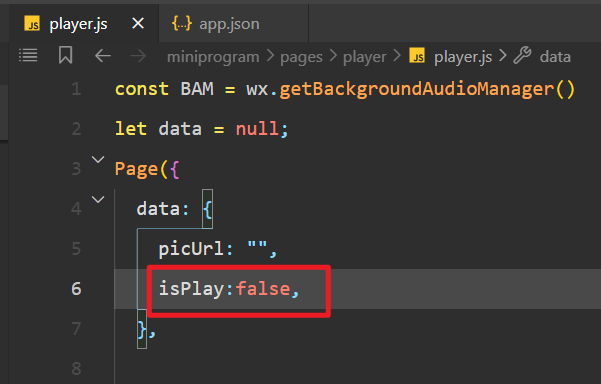 JS player.js × {..} app.json
miniprogram > pages > player > JS player.js > data
1 const BAM = wx.getBackgroundAudioManager()
2 let data = null;
3 Page({
4 data: {
5 picUrl: "",
6 isPlay:false,
7 },
8